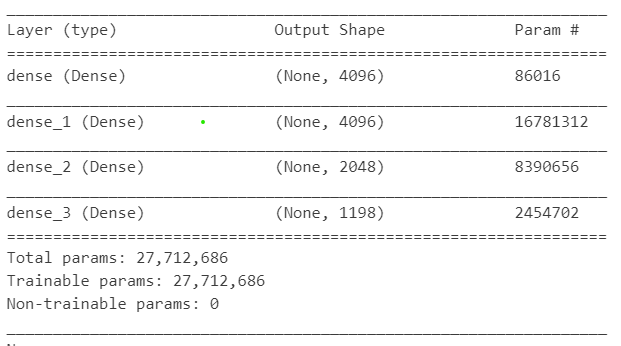 Layer (type) Output Shape Param #
dense (Dense) (None, 4096) 86016
dense_1 (Dense) (None, 4096) 16781312
dense_2 (Dense) (None, 2048) 8390656
dense_3 (Dense) (None, 1198) 2454702
Total params: 27,712,686
Trainable params: 27,712,686
Non-trainable params: 0